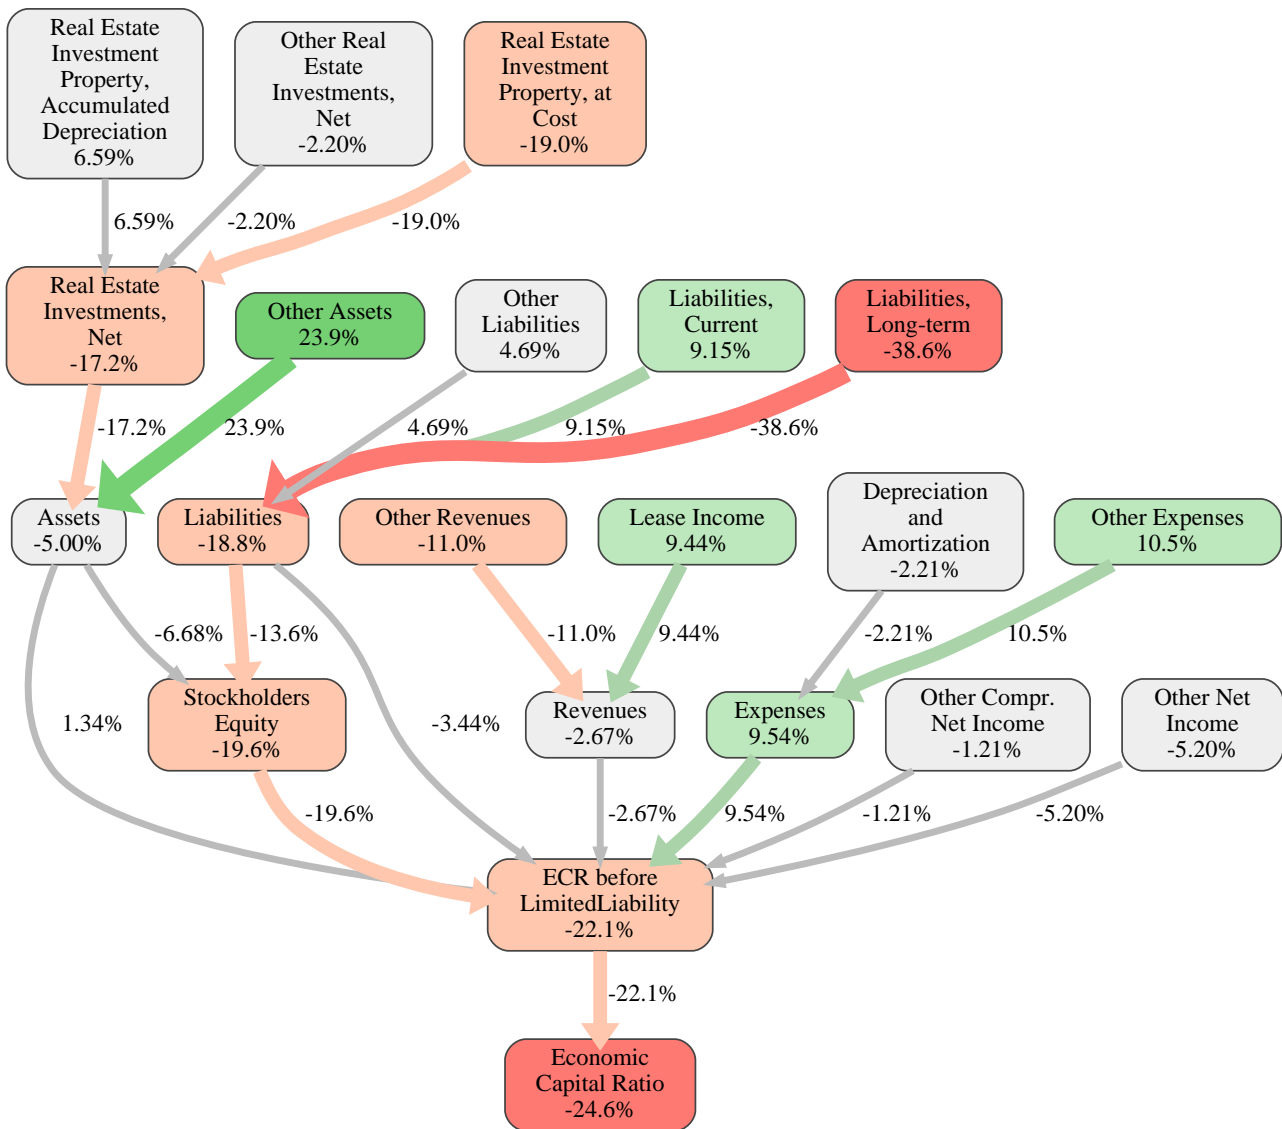 Real Estate
Investment
Property,
Accumulated
Depreciation
6.59%
Other Real
Estate
Investments,
Net
-2.20%
Real Estate
Investment
Property, at
Cost
-19.0%
6.59%
-2.20%
-19.0%
Real Estate
Investments,
Net
-17.2%
Other Assets
23.9%
Other
Liabilities
4.69%
Liabilities,
Current
9.15%
Liabilities,
Long-term
-38.6%
-17.2%
23.9%
4.69%
9.15%
-38.6%
Assets
-5.00%
Liabilities
-18.8%
Other Revenues
-11.0%
Lease Income
9.44%
Depreciation
and
Amortization
-2.21%
Other Expenses
10.5%
-6.68%
-13.6%
-11.0%
9.44%
-2.21%
10.5%
1.34%
Stockholders
Equity
-19.6%
-3.44%
Revenues
-2.67%
Expenses
9.54%
Other Compr.
Net Income
-1.21%
Other Net
Income
-5.20%
-19.6%
-2.67%
9.54%
-1.21%
-5.20%
ECR before
LimitedLiability
-22.1%
-22.1%
Economic
Capital Ratio
-24.6%